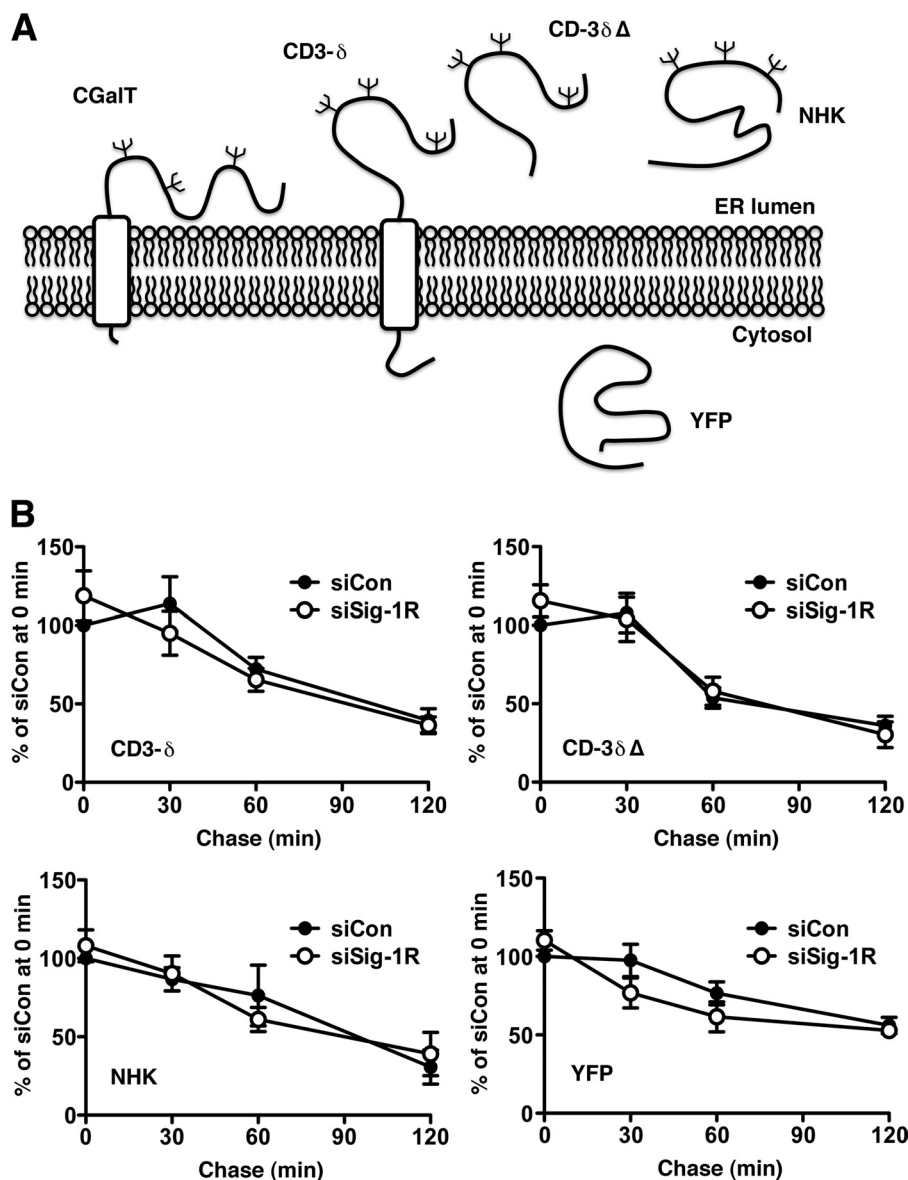 A
CD3-δ
CD-3δ Δ
CGalT
NHK
ER lumen
Cytosol
YFP
B
% of siCon at 0 min
150
100
50
0
siCon
siSig-1R
CD3-δ
0 30 60 90 120
Chase (min)
% of siCon at 0 min
150
100
50
0
siCon
siSig-1R
CD-3δ Δ
0 30 60 90 120
Chase (min)
% of siCon at 0 min
150
100
50
0
siCon
siSig-1R
NHK
0 30 60 90 120
Chase (min)
% of siCon at 0 min
150
100
50
0
siCon
siSig-1R
YFP
0 30 60 90 120
Chase (min)